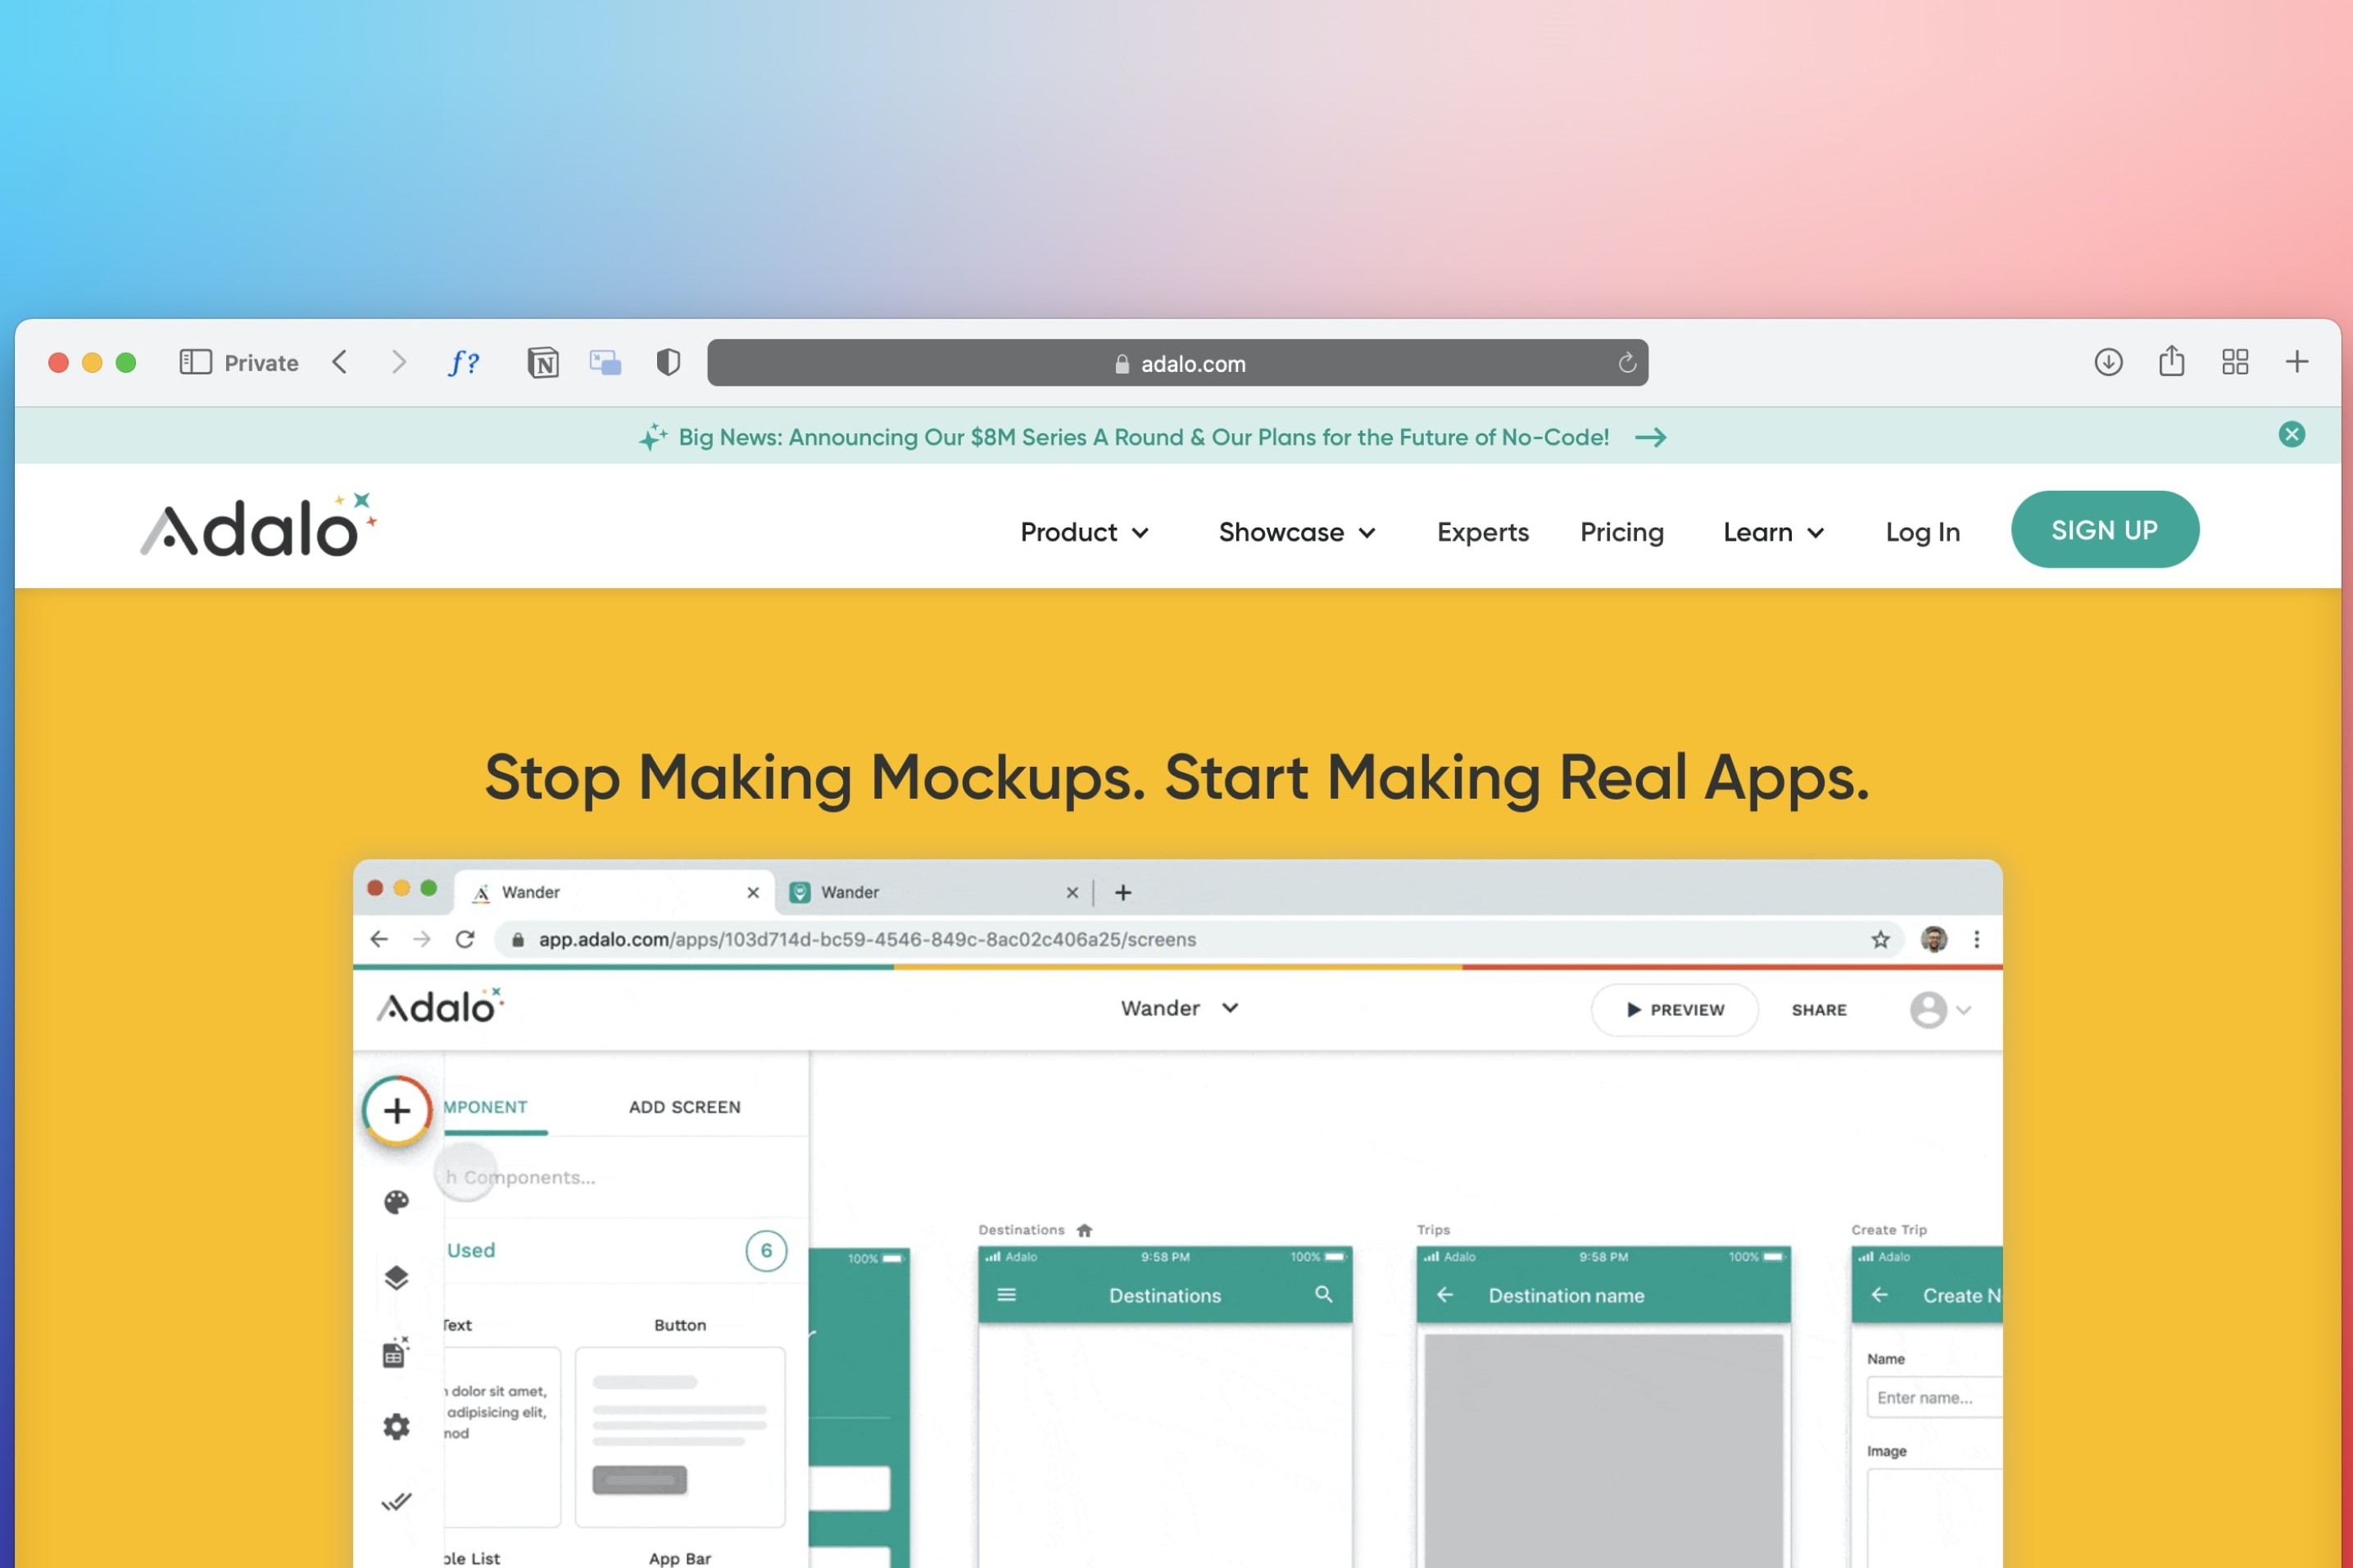 Private
adalo.com
Big News: Announcing Our $8M Series A Round & Our Plans for the Future of No-Code!
Adalo
Product
Showcase
Experts
Pricing
Learn
Log In
SIGN UP
Stop Making Mockups. Start Making Real Apps.
Wander
Wander
app.adalo.com/apps/103d714d-bc59-4546-849c-8ac02c406a25/screens
Adalo
Wander
PREVIEW
SHARE
MPONENT
ADD SCREEN
h Components...
Used
6
Text
Button
dolor sit amet,
adipisicing elit,
mod
ple List
App Bar
100%
Destinations
Adalo 9:58 PM 100%
Destinations
Trips
Adalo 9:58 PM 100%
Destination name
Create Trip
Adalo
Create N
Name
Enter name...
Image